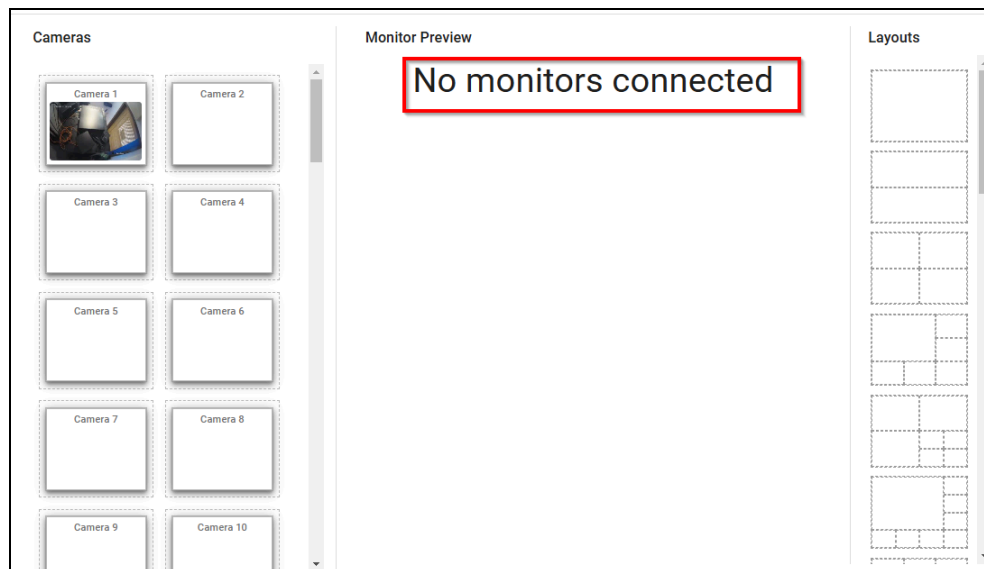 Cameras
Monitor Preview
Layouts
No monitors connected
Camera 1
Camera 2
Camera 3
Camera 4
Camera 5
Camera 6
Camera 7
Camera 8
Camera 9
Camera 10